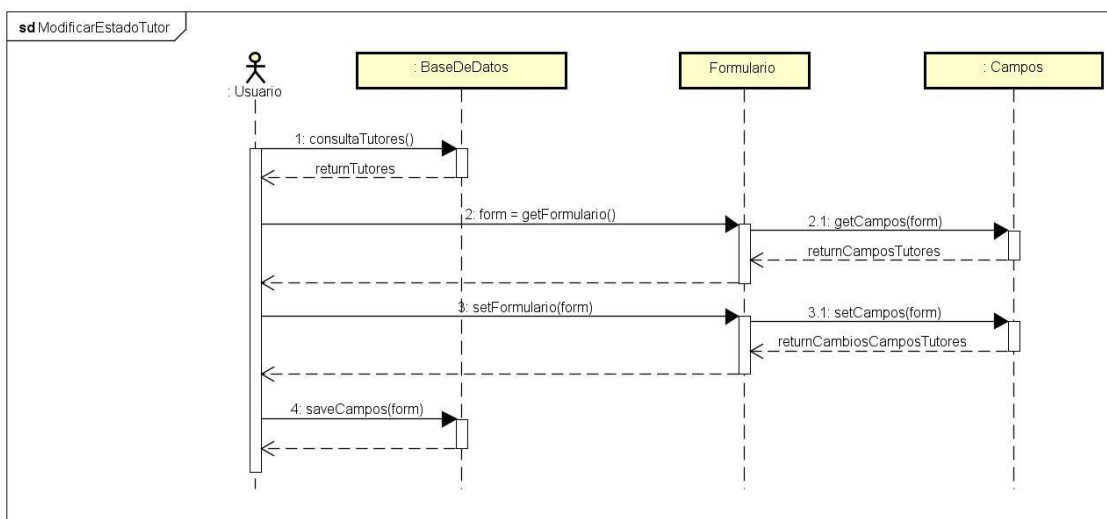 sd ModificarEstadoTutor
: Usuario
: BaseDeDatos
Formulario
: Campos
1: consultaTutores()
returnTutores
2: form = getFormulario()
2.1: getCampos(form)
returnCamposTutores
3: setFormulario(form)
3.1: setCampos(form)
returnCambiosCamposTutores
4: saveCampos(form)